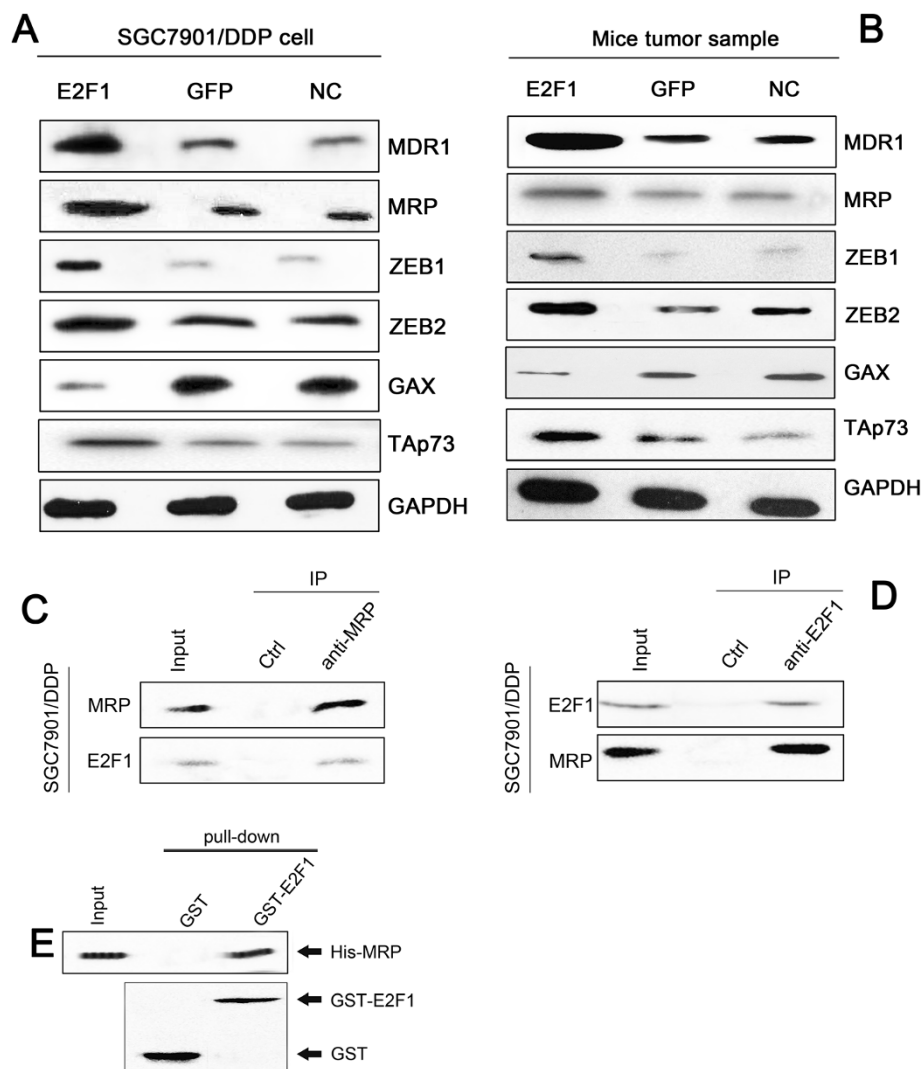 A
SGC7901/DDP cell
E2F1 GFP NC
MDR1
MRP
ZEB1
ZEB2
GAX
TAp73
GAPDH
B
Mice tumor sample
E2F1 GFP NC
MDR1
MRP
ZEB1
ZEB2
GAX
TAp73
GAPDH
C
IP
Input Ctrl anti-MRP
SGC7901/DDP
MRP
E2F1
D
IP
Input Ctrl anti-E2F1
SGC7901/DDP
E2F1
MRP
E
pull-down
Input GST GST-E2F1
His-MRP
GST-E2F1
GST